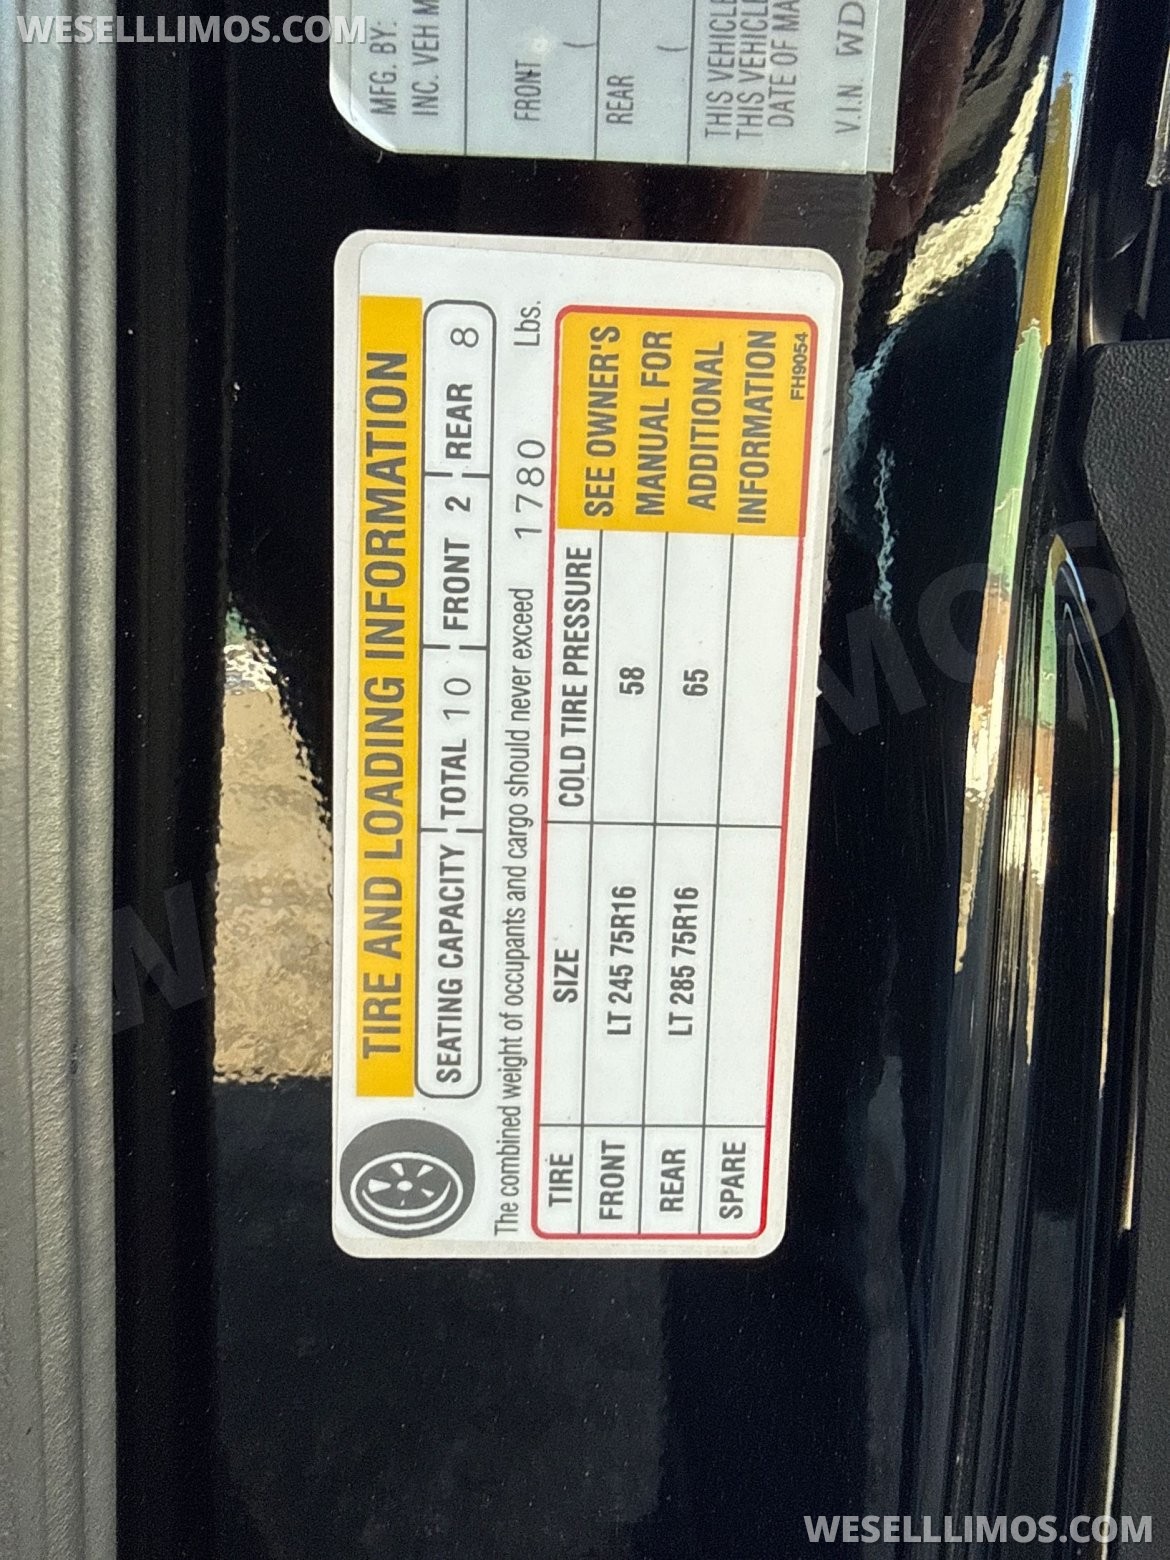 WESELLLIMOS.COM
MFG. BY:
INC. VEH M
FRONT (
REAR (
THIS VEHICLE
THIS VEHICLE
DATE OF MA
V.I.N. WD
TIRE AND LOADING INFORMATION
SEATING CAPACITY TOTAL 10 FRONT 2 REAR 8
The combined weight of occupants and cargo should never exceed 1780 Lbs.
TIRE SIZE COLD TIRE PRESSURE
FRONT LT 245 75R16 58
REAR LT 285 75R16 65
SPARE
SEE OWNER'S
MANUAL FOR
ADDITIONAL
INFORMATION
FH9054
WESELLLIMOS.COM